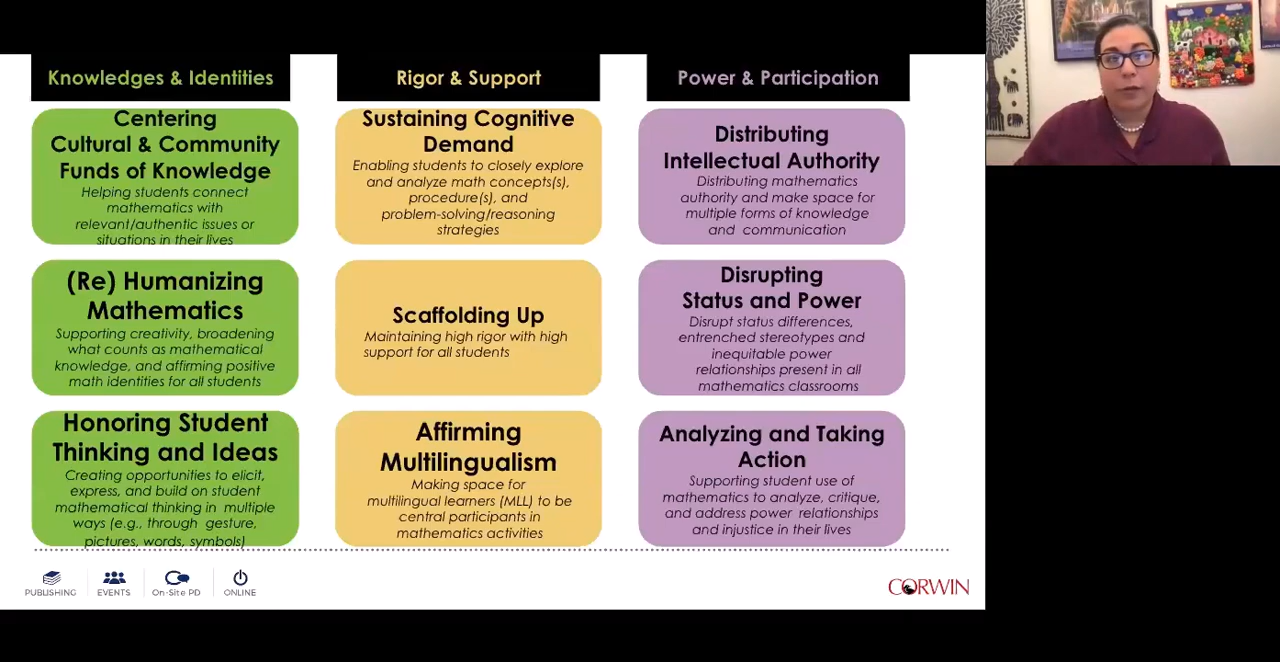 Knowledges & Identities
Centering
Cultural & Community
Funds of Knowledge
Helping students connect
mathematics with
relevant/authentic issues or
situations in their lives
(Re) Humanizing
Mathematics
Supporting creativity, broadening
what counts as mathematical
knowledge, and affirming positive
math identities for all students
Honoring Student
Thinking and Ideas
Creating opportunities to elicit,
express, and build on student
mathematical thinking in multiple
ways (e.g., through gesture,
pictures, words, symbols)
Rigor & Support
Sustaining Cognitive
Demand
Enabling students to closely explore
and analyze math concepts(s),
procedure(s), and
problem-solving/reasoning
strategies
Scaffolding Up
Maintaining high rigor with high
support for all students
Affirming
Multilingualism
Making space for
multilingual learners (MLL) to be
central participants in
mathematics activities
Power & Participation
Distributing
Intellectual Authority
Distributing mathematics
authority and make space for
multiple forms of knowledge
and communication
Disrupting
Status and Power
Disrupt status differences,
entrenched stereotypes and
inequitable power
relationships present in all
mathematics classrooms
Analyzing and Taking
Action
Supporting student use of
mathematics to analyze, critique,
and address power relationships
and injustice in their lives
PUBLISHING
EVENTS
On-Site PD
ONLINE
CORWIN